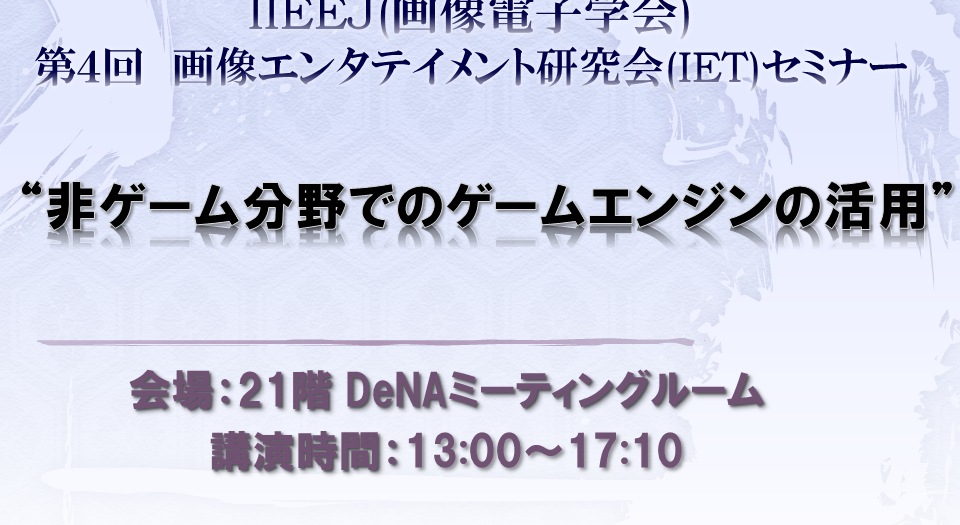 IIEEJ(画像電子学会)
第4回　画像エンタテイメント研究会(IET)セミナー
“非ゲーム分野でのゲームエンジンの活用”
会場：21階 DeNAミーティングルーム
講演時間：13:00～17:10